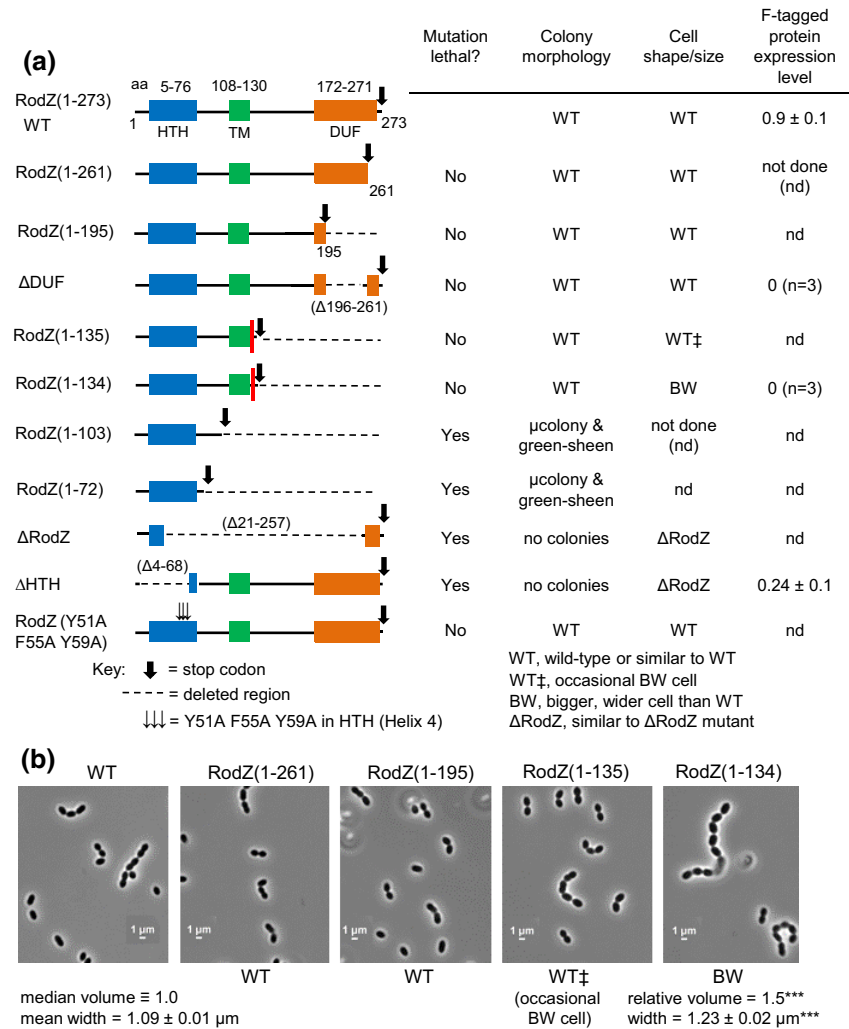 (a)
Mutation lethal?
Colony morphology
Cell shape/size
F-tagged protein expression level
aa 5-76 108-130 172-271
RodZ(1-273) WT
1 HTH TM DUF 273
WT WT 0.9 ± 0.1
RodZ(1-261)
261
No WT WT not done (nd)
RodZ(1-195)
195
No WT WT nd
ΔDUF
(Δ196-261)
No WT WT 0 (n=3)
RodZ(1-135)
No WT WT‡ nd
RodZ(1-134)
No WT BW 0 (n=3)
RodZ(1-103)
Yes µcolony & green-sheen not done (nd) nd
RodZ(1-72)
Yes µcolony & green-sheen nd nd
ΔRodZ
(Δ21-257)
Yes no colonies ΔRodZ nd
ΔHTH
(Δ4-68)
Yes no colonies ΔRodZ 0.24 ± 0.1
RodZ (Y51A F55A Y59A)
No WT WT nd
Key: = stop codon
= deleted region
↓↓↓ = Y51A F55A Y59A in HTH (Helix 4)
WT, wild-type or similar to WT
WT‡, occasional BW cell
BW, bigger, wider cell than WT
ΔRodZ, similar to ΔRodZ mutant
(b)
WT RodZ(1-261) RodZ(1-195) RodZ(1-135) RodZ(1-134)
1 µm 1 µm 1 µm 1 µm 1 µm
WT WT WT‡ BW
(occasional BW cell)
median volume ≡ 1.0
mean width = 1.09 ± 0.01 µm
relative volume = 1.5***
width = 1.23 ± 0.02 µm***